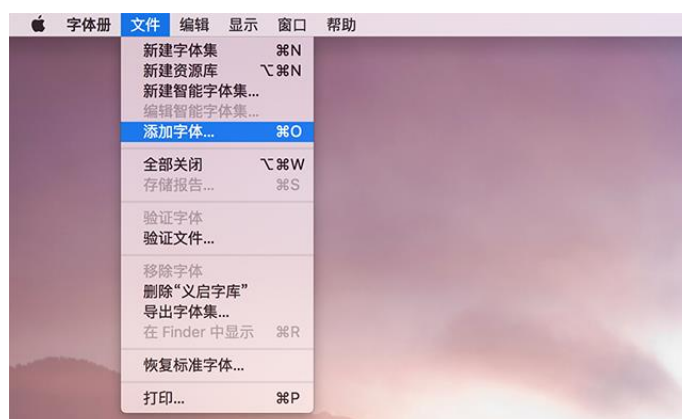 字体册 文件 编辑 显示 窗口 帮助
新建字体集 ⌘N
新建资源库 ⌥⌘N
新建智能字体集...
编辑智能字体集...
添加字体... ⌘O
全部关闭 ⌥⌘W
存储报告... ⌘S
验证字体
验证文件...
移除字体
删除“义启字库”
导出字体集...
在 Finder 中显示 ⌘R
恢复标准字体...
打印... ⌘P